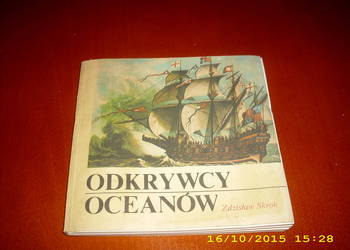 ODKRYWCY
OCEANÓW
Zdzisław Skrok
16/10/2015 15:28